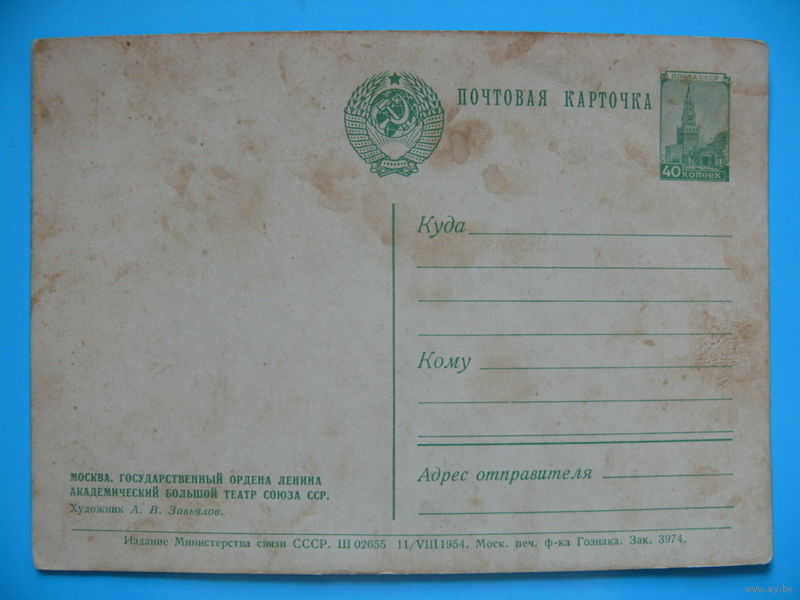 ПОЧТОВАЯ КАРТОЧКА
ПОЧТА СССР
40 КОПЕЕК
Куда
Кому
Адрес отправителя
МОСКВА. ГОСУДАРСТВЕННЫЙ ОРДЕНА ЛЕНИНА
АКАДЕМИЧЕСКИЙ БОЛЬШОЙ ТЕАТР СОЮЗА ССР.
Художник А. В. Завьялов.
Издание Министерства связи СССР. Ш 02655 11/VIII 1954. Моск. печ. ф-ка Гознака. Зак. 3974.
www.ay.by